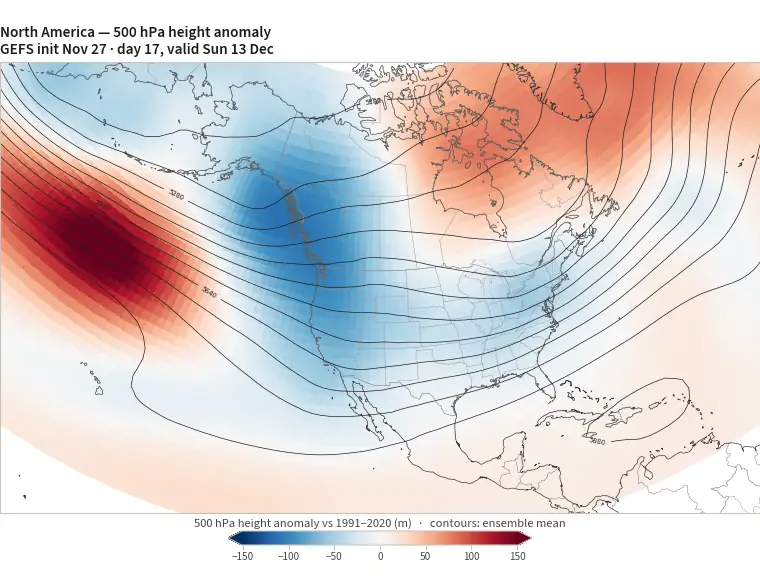 North America — 500 hPa height anomaly
GEFS init Nov 27 · day 17, valid Sun 13 Dec
5280
5640
5880
500 hPa height anomaly vs 1991–2020 (m) · contours: ensemble mean
−150 −100 −50 0 50 100 150